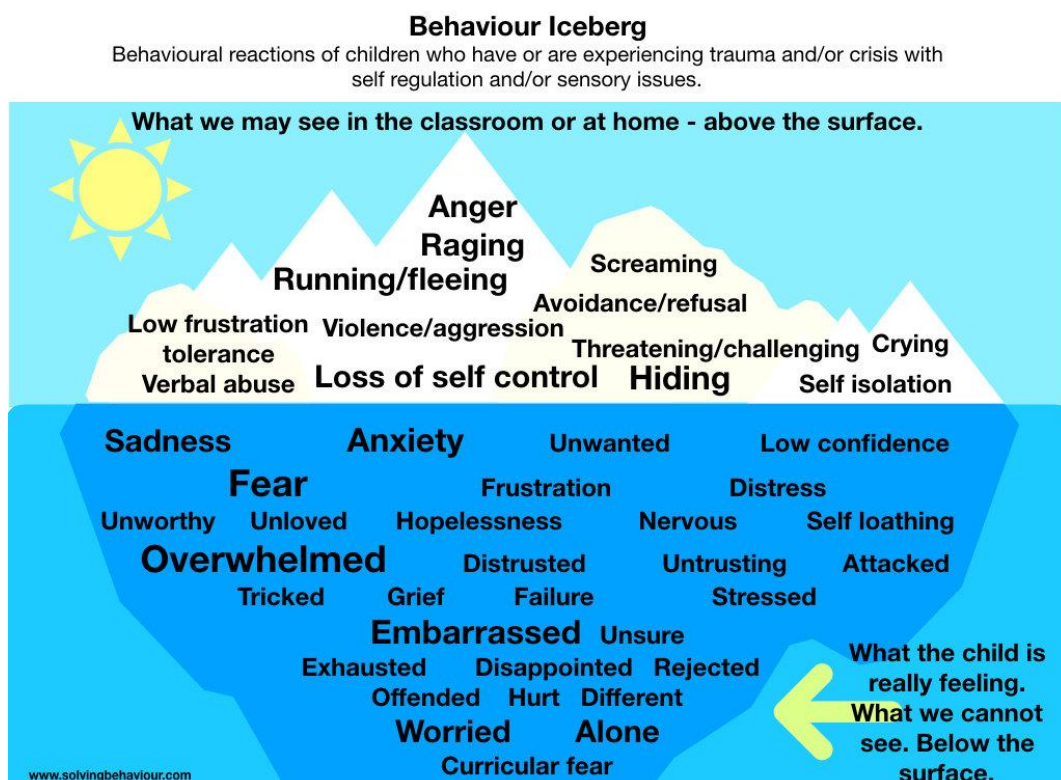 Behaviour Iceberg
Behavioural reactions of children who have or are experiencing trauma and/or crisis with
self regulation and/or sensory issues.
What we may see in the classroom or at home - above the surface.
Anger
Raging
Running/fleeing
Screaming
Avoidance/refusal
Low frustration
tolerance
Violence/aggression
Threatening/challenging
Crying
Verbal abuse
Loss of self control
Hiding
Self isolation
Sadness Anxiety Unwanted Low confidence
Fear Frustration Distress
Unworthy Unloved Hopelessness Nervous Self loathing
Overwhelmed Distrusted Untrusting Attacked
Tricked Grief Failure Stressed
Embarrassed Unsure
Exhausted Disappointed Rejected
Offended Hurt Different
Worried Alone
Curricular fear
What the child is
really feeling.
What we cannot
see. Below the
surface.
www.solvingbehaviour.com